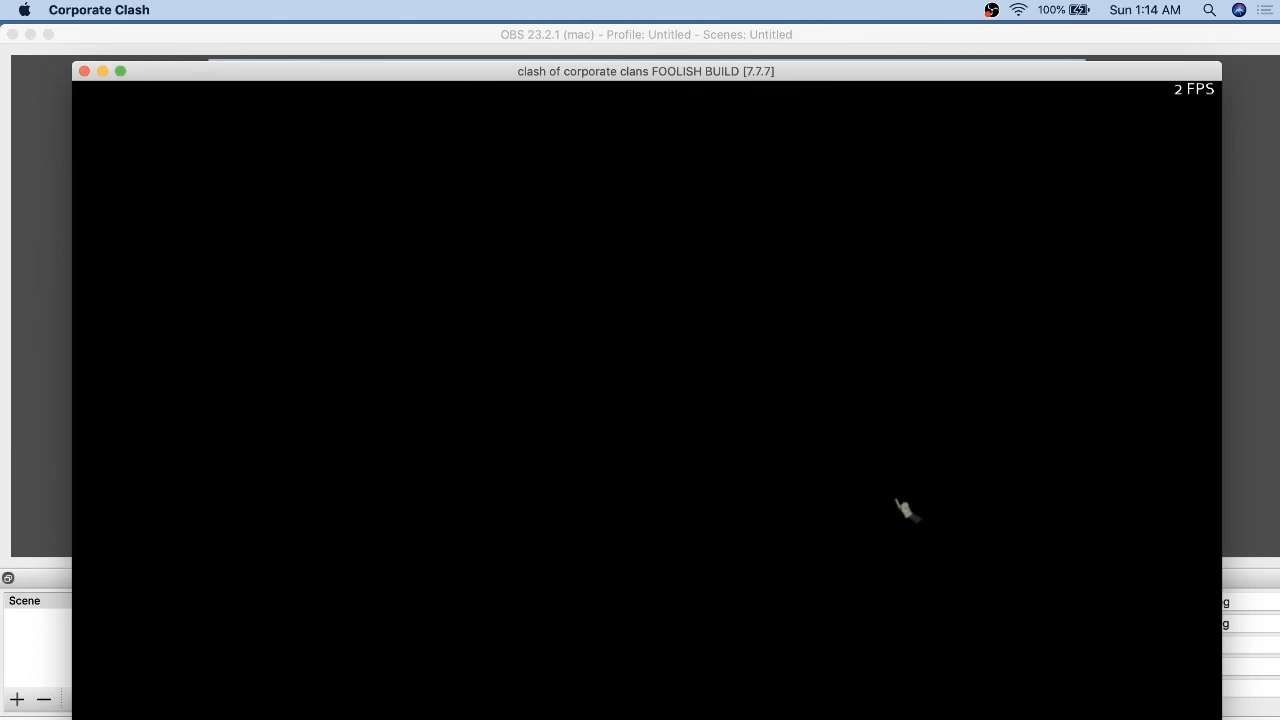 Corporate Clash
100%
Sun 1:14 AM
OBS 23.2.1 (mac) - Profile: Untitled - Scenes: Untitled
clash of corporate clans FOOLISH BUILD [7.7.7]
2 FPS
Scene
g
g